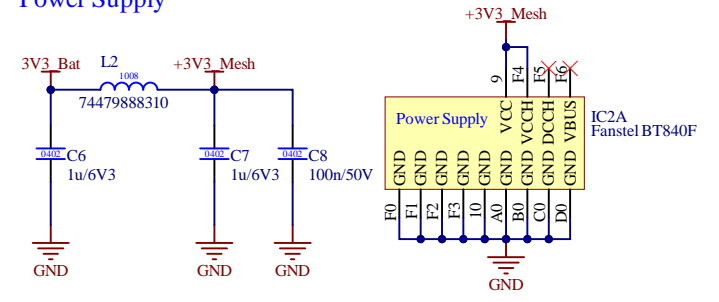 Power Supply
+3V3_Mesh
3V3_Bat
L2
+3V3_Mesh
1008
74479888310
9
F4
F5
F6
VCC
VCCH
DCCH
VBUS
Power Supply
IC2A
Fanstel BT840F
0402
C6
1u/6V3
0402
C7
1u/6V3
0402
C8
100n/50V
GND
GND
GND
GND
GND
GND
GND
GND
GND
F0
F1
F2
F3
10
A0
B0
C0
D0
GND
GND
GND
GND